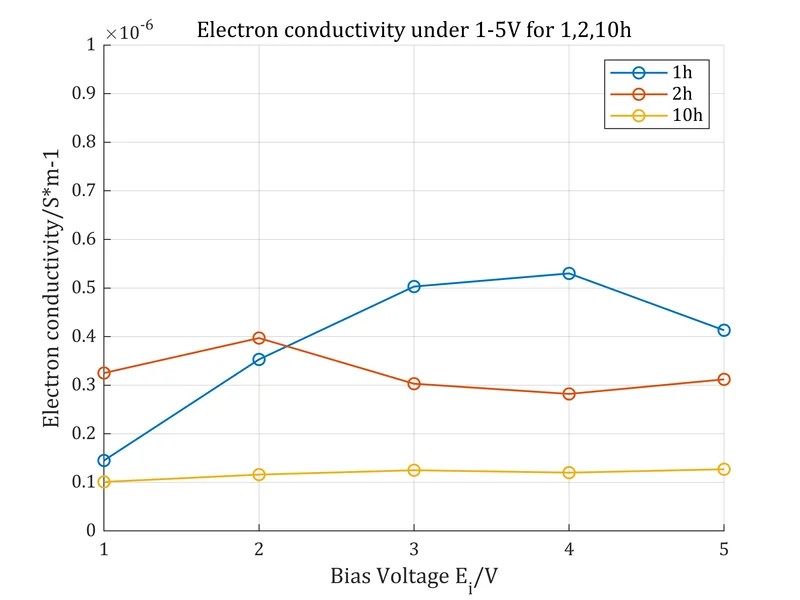 ×10-6
Electron conductivity under 1-5V for 1,2,10h
1h
2h
10h
1
0.9
0.8
0.7
0.6
0.5
0.4
0.3
0.2
0.1
0
Electron conductivity/S*m-1
1 2 3 4 5
Bias Voltage Ei/V